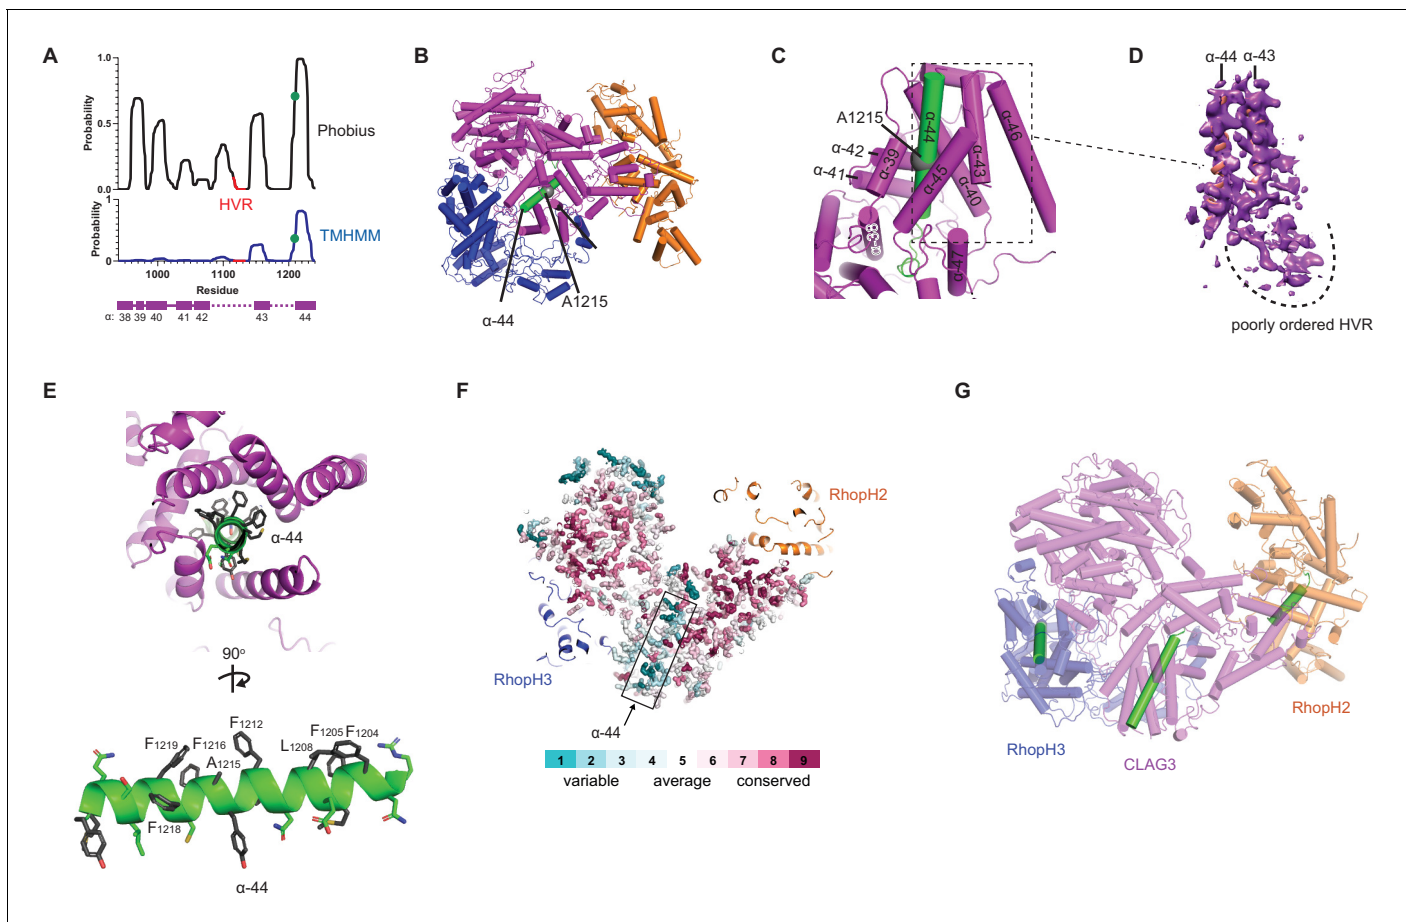 A
1.0
Probability
0.5
Phobius
0.0
HVR
1
Probability
TMHMM
0
1000
1100
1200
Residue
α:
38
39
40
41
42
43
44
B
A1215
α-44
C
A1215
α-44
α-42
α-39
α-43
α-46
α-41
α-45
α-40
α-38
α-47
D
α-44
α-43
poorly ordered HVR
E
α-44
90o
F1212
F1205
F1204
F1219
F1216
L1208
A1215
F1218
α-44
F
RhopH2
RhopH3
α-44
1 2 3 4 5 6 7 8 9
variable average conserved
G
RhopH2
RhopH3
CLAG3